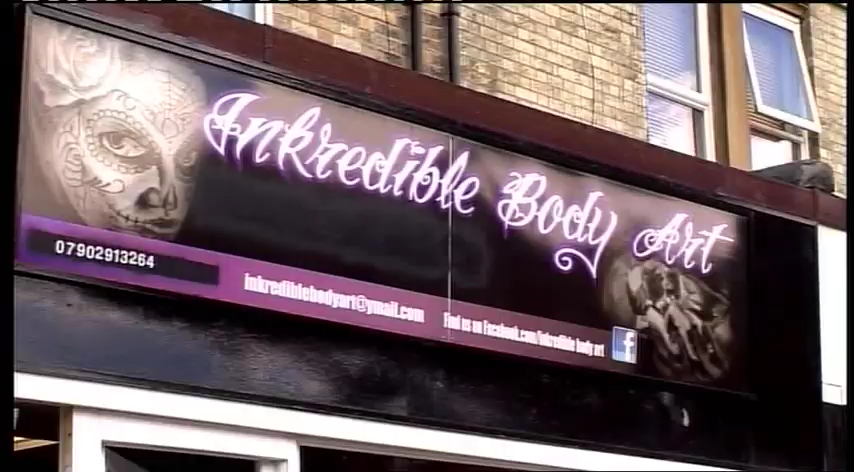 Inkredible Body Art
07902913264
inkrediblebodyart@ymail.com
Find us on Facebook.com/inkredible body art
f